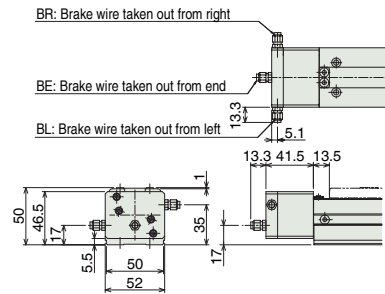 BR: Brake wire taken out from right
BE: Brake wire taken out from end
BL: Brake wire taken out from left
13.3
5.1
1
13.3 41.5 13.5
50
46.5
17
5.5
35
17
50
52